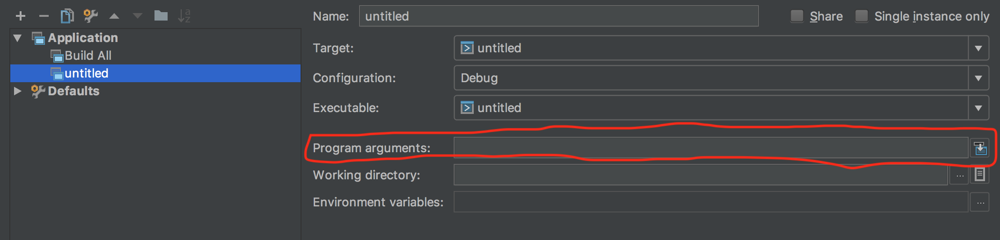 Name: untitled Share Single instance only
Application
Build All
untitled
Defaults
Target: untitled
Configuration: Debug
Executable: untitled
Program arguments:
Working directory: ...
Environment variables: ...